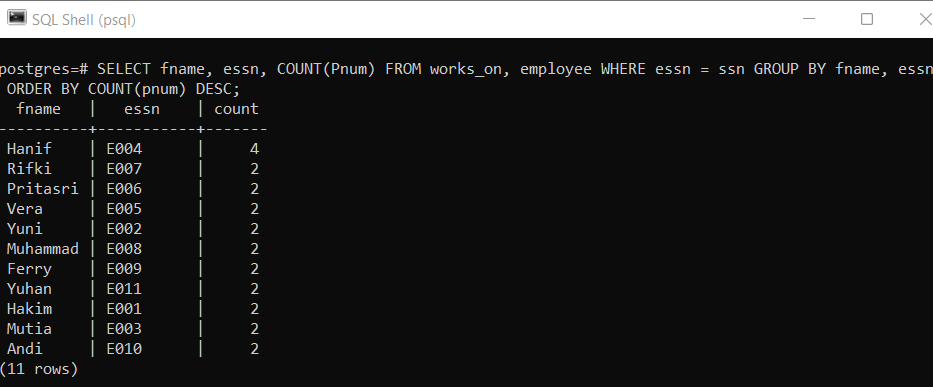 SQL Shell (psql)
postgres=# SELECT fname, essn, COUNT(Pnum) FROM works_on, employee WHERE essn = ssn GROUP BY fname, essn
ORDER BY COUNT(pnum) DESC;
  fname   |   essn    | count
----------+-----------+-------
 Hanif    | E004      |     4
 Rifki    | E007      |     2
 Pritasri | E006      |     2
 Vera     | E005      |     2
 Yuni     | E002      |     2
 Muhammad | E008      |     2
 Ferry    | E009      |     2
 Yuhan    | E011      |     2
 Hakim    | E001      |     2
 Mutia    | E003      |     2
 Andi     | E010      |     2
(11 rows)